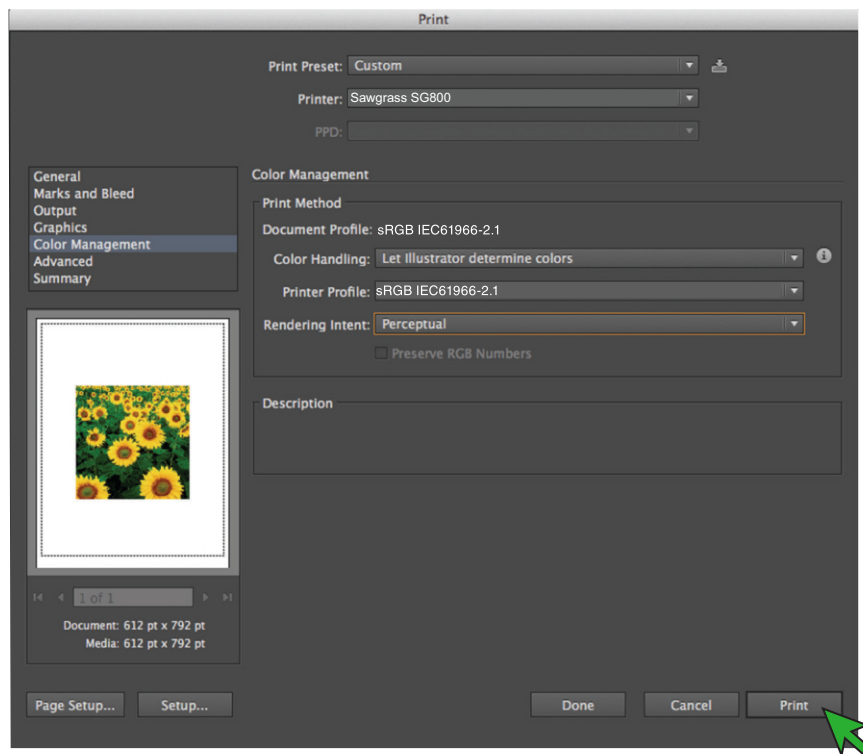 Print
Print Preset: Custom
Printer: Sawgrass SG800
PPD:
General
Marks and Bleed
Output
Graphics
Color Management
Advanced
Summary
Color Management
Print Method
Document Profile: sRGB IEC61966-2.1
Color Handling: Let Illustrator determine colors
Printer Profile: sRGB IEC61966-2.1
Rendering Intent: Perceptual
Preserve RGB Numbers
Description
1 of 1
Document: 612 pt x 792 pt
Media: 612 pt x 792 pt
Page Setup... Setup... Done Cancel Print